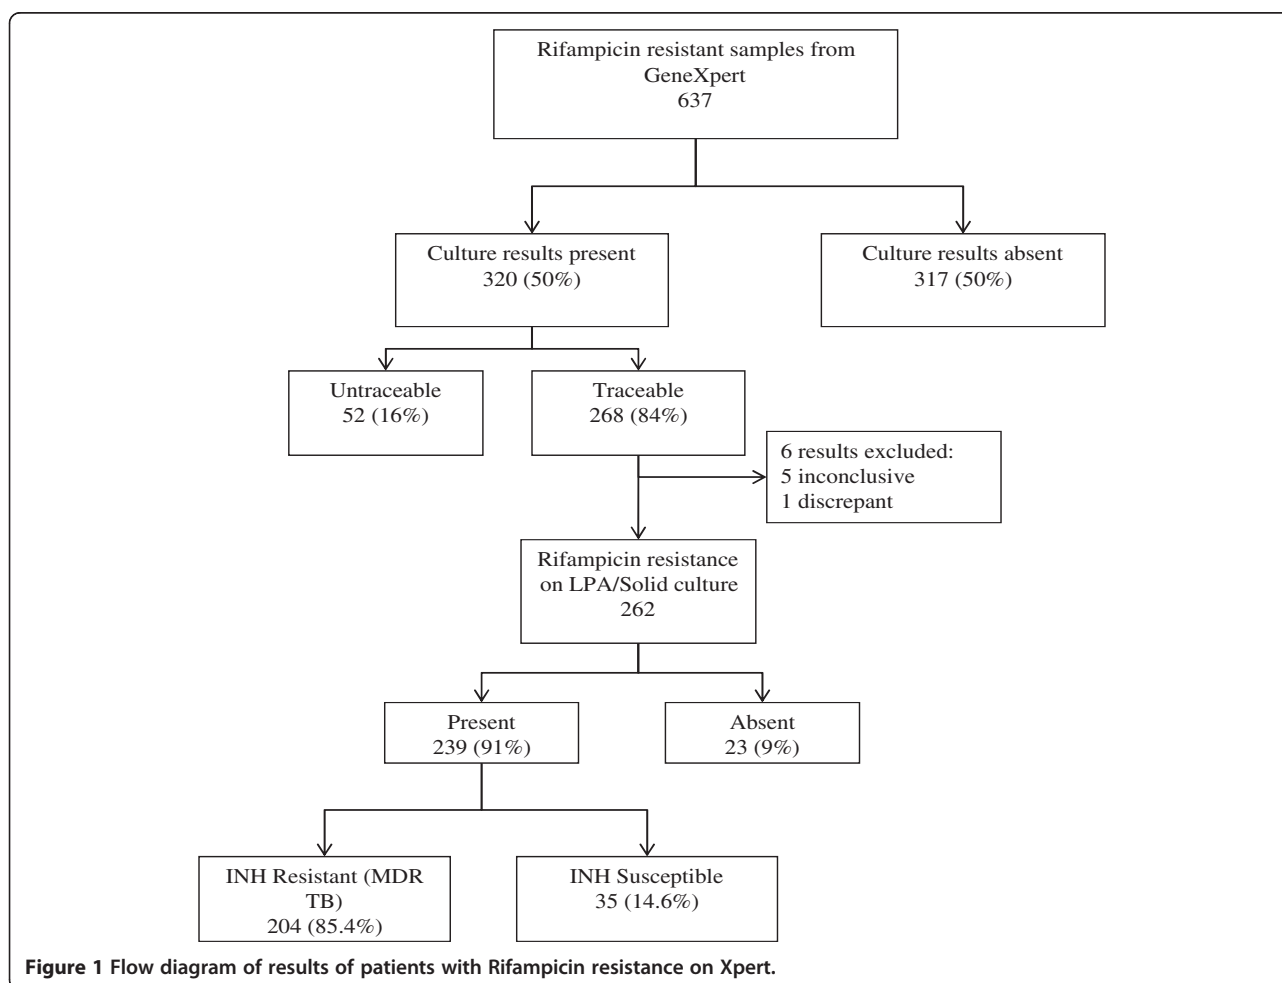 Rifampicin resistant samples from
GeneXpert
637
Culture results present
320 (50%)
Culture results absent
317 (50%)
Untraceable
52 (16%)
Traceable
268 (84%)
6 results excluded:
5 inconclusive
1 discrepant
Rifampicin resistance
on LPA/Solid culture
262
Present
239 (91%)
Absent
23 (9%)
INH Resistant (MDR
TB)
204 (85.4%)
INH Susceptible
35 (14.6%)
Figure 1 Flow diagram of results of patients with Rifampicin resistance on Xpert.